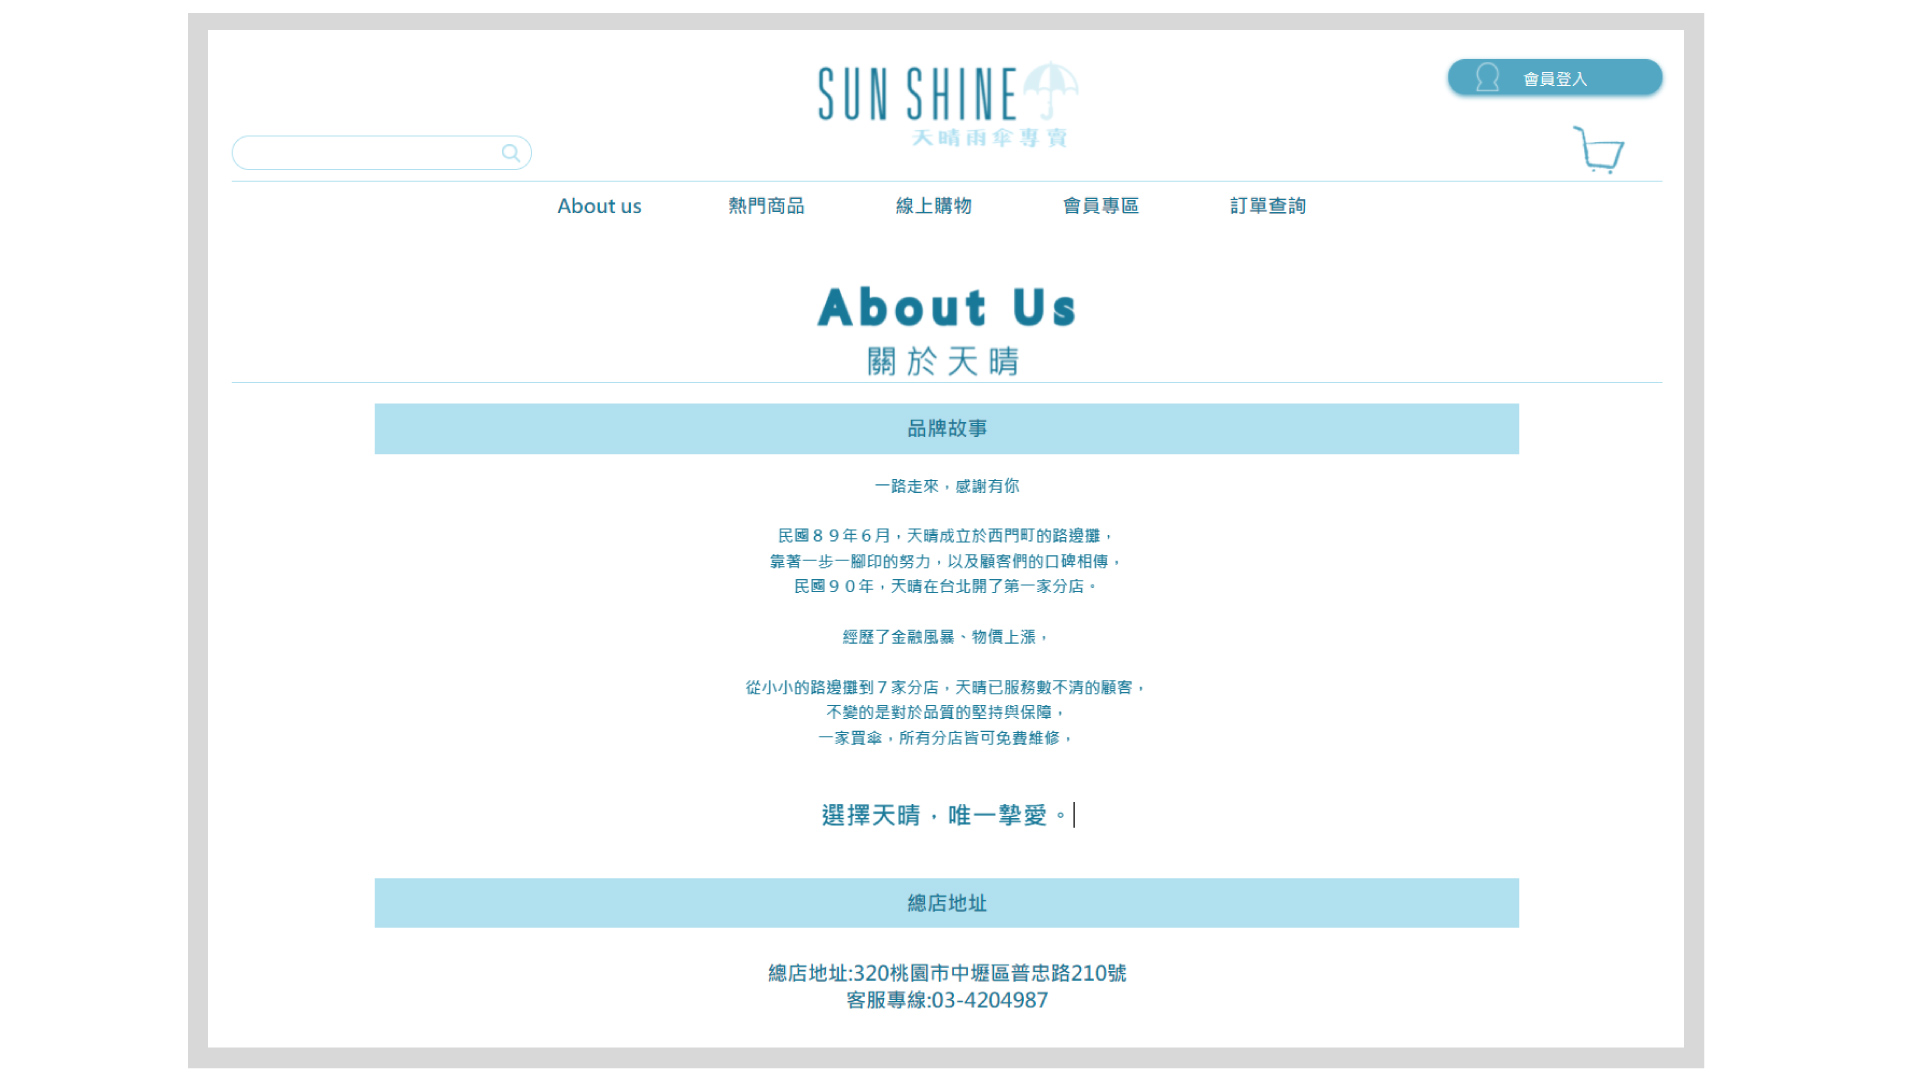 SUN SHINE
天晴雨傘專賣
會員登入
About us
熱門商品
線上購物
會員專區
訂單查詢
About Us
關於天晴
品牌故事
一路走來，感謝有你
民國８９年６月，天晴成立於西門町的路邊攤，
靠著一步一腳印的努力，以及顧客們的口碑相傳，
民國９０年，天晴在台北開了第一家分店。
經歷了金融風暴、物價上漲，
從小小的路邊攤到７家分店，天晴已服務數不清的顧客，
不變的是對於品質的堅持與保障，
一家買傘，所有分店皆可免費維修，
選擇天晴，唯一摯愛。
總店地址
總店地址:320桃園市中壢區普忠路210號
客服專線:03-4204987